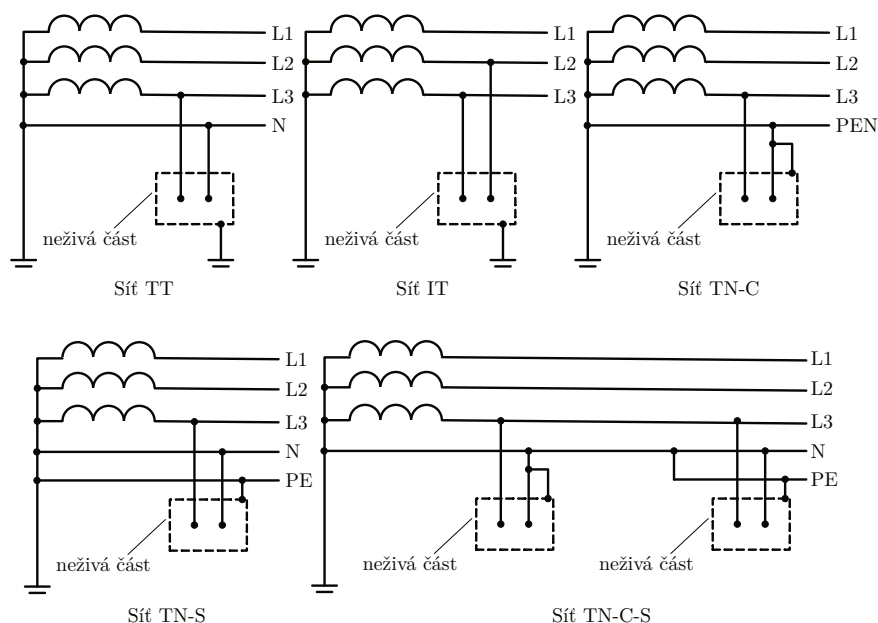 L1
L2
L3
N
neživá část
Síť TT
L1
L2
L3
neživá část
Síť IT
L1
L2
L3
PEN
neživá část
Síť TN-C
L1
L2
L3
N
PE
neživá část
Síť TN-S
L1
L2
L3
N
PE
neživá část
neživá část
Síť TN-C-S